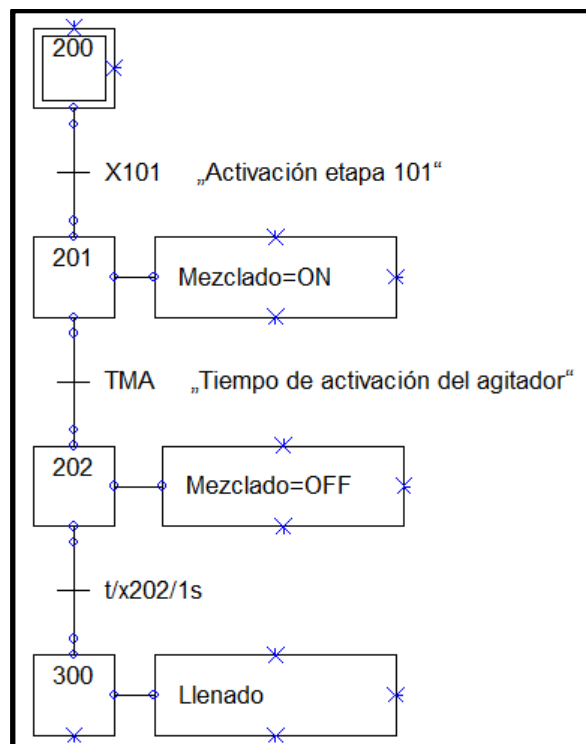 200
X101 „Activación etapa 101“
201
Mezclado=ON
TMA „Tiempo de activación del agitador“
202
Mezclado=OFF
t/x202/1s
300
Llenado